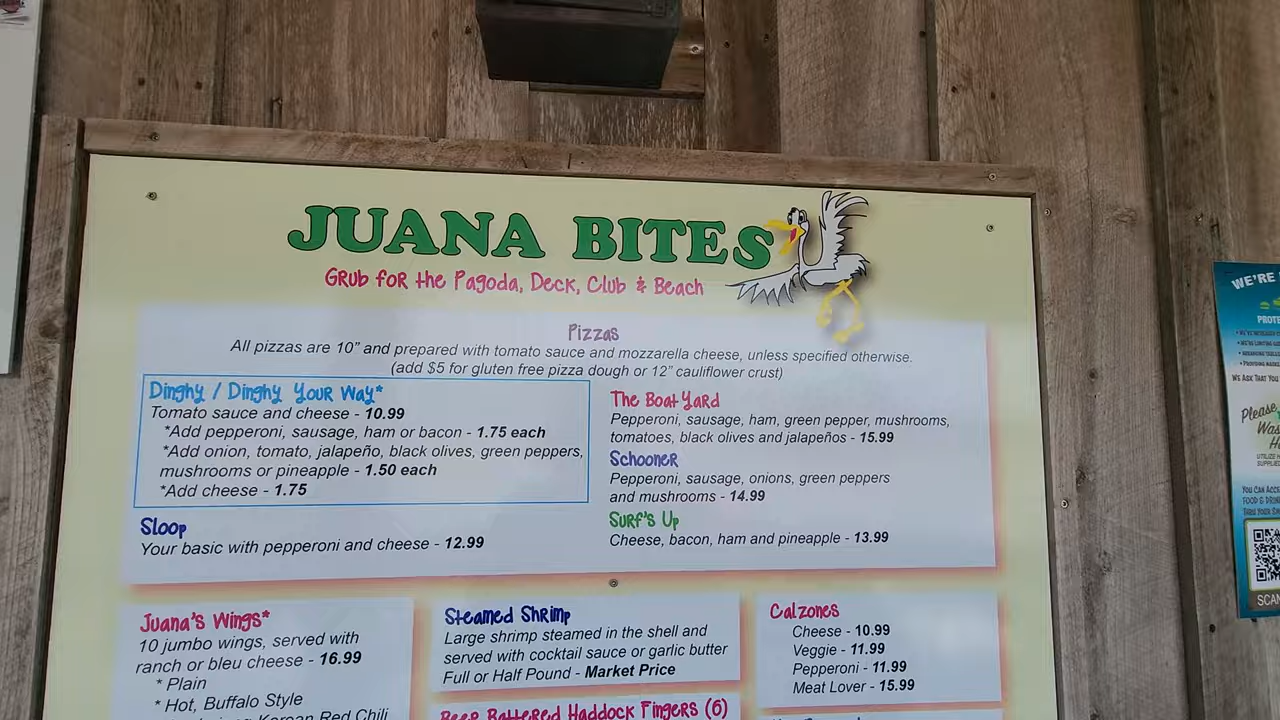 JUANA BITES
Grub for the Pagoda, Deck, Club & Beach
Pizzas
All pizzas are 10" and prepared with tomato sauce and mozzarella cheese, unless specified otherwise.
(add $5 for gluten free pizza dough or 12" cauliflower crust)
Dinghy / Dinghy Your Way*
Tomato sauce and cheese - 10.99
*Add pepperoni, sausage, ham or bacon - 1.75 each
*Add onion, tomato, jalapeño, black olives, green peppers,
mushrooms or pineapple - 1.50 each
*Add cheese - 1.75
Sloop
Your basic with pepperoni and cheese - 12.99
The Boat Yard
Pepperoni, sausage, ham, green pepper, mushrooms,
tomatoes, black olives and jalapeños - 15.99
Schooner
Pepperoni, sausage, onions, green peppers
and mushrooms - 14.99
Surf's Up
Cheese, bacon, ham and pineapple - 13.99
Juana's Wings*
10 jumbo wings, served with
ranch or bleu cheese - 16.99
* Plain
* Hot, Buffalo Style
Korean Red Chili
Steamed Shrimp
Large shrimp steamed in the shell and
served with cocktail sauce or garlic butter
Full or Half Pound - Market Price
Beer Battered Haddock Fingers (6)
Calzones
Cheese - 10.99
Veggie - 11.99
Pepperoni - 11.99
Meat Lover - 15.99
WE'RE
WE ASK THAT YOU
Please
YOU CAN
FOOD &
THRU YOUR
SCAN